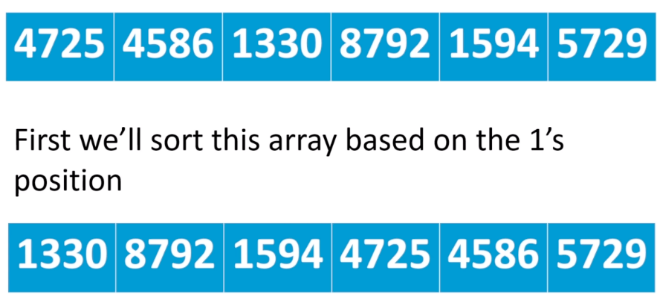 4725 4586 1330 8792 1594 5729
First we’ll sort this array based on the 1’s
position
1330 8792 1594 4725 4586 5729